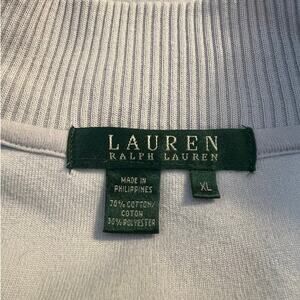 LAUREN
RALPH LAUREN
MADE IN
PHILIPPINES
XL
70% COTTON/
COTON
30% POLYESTER